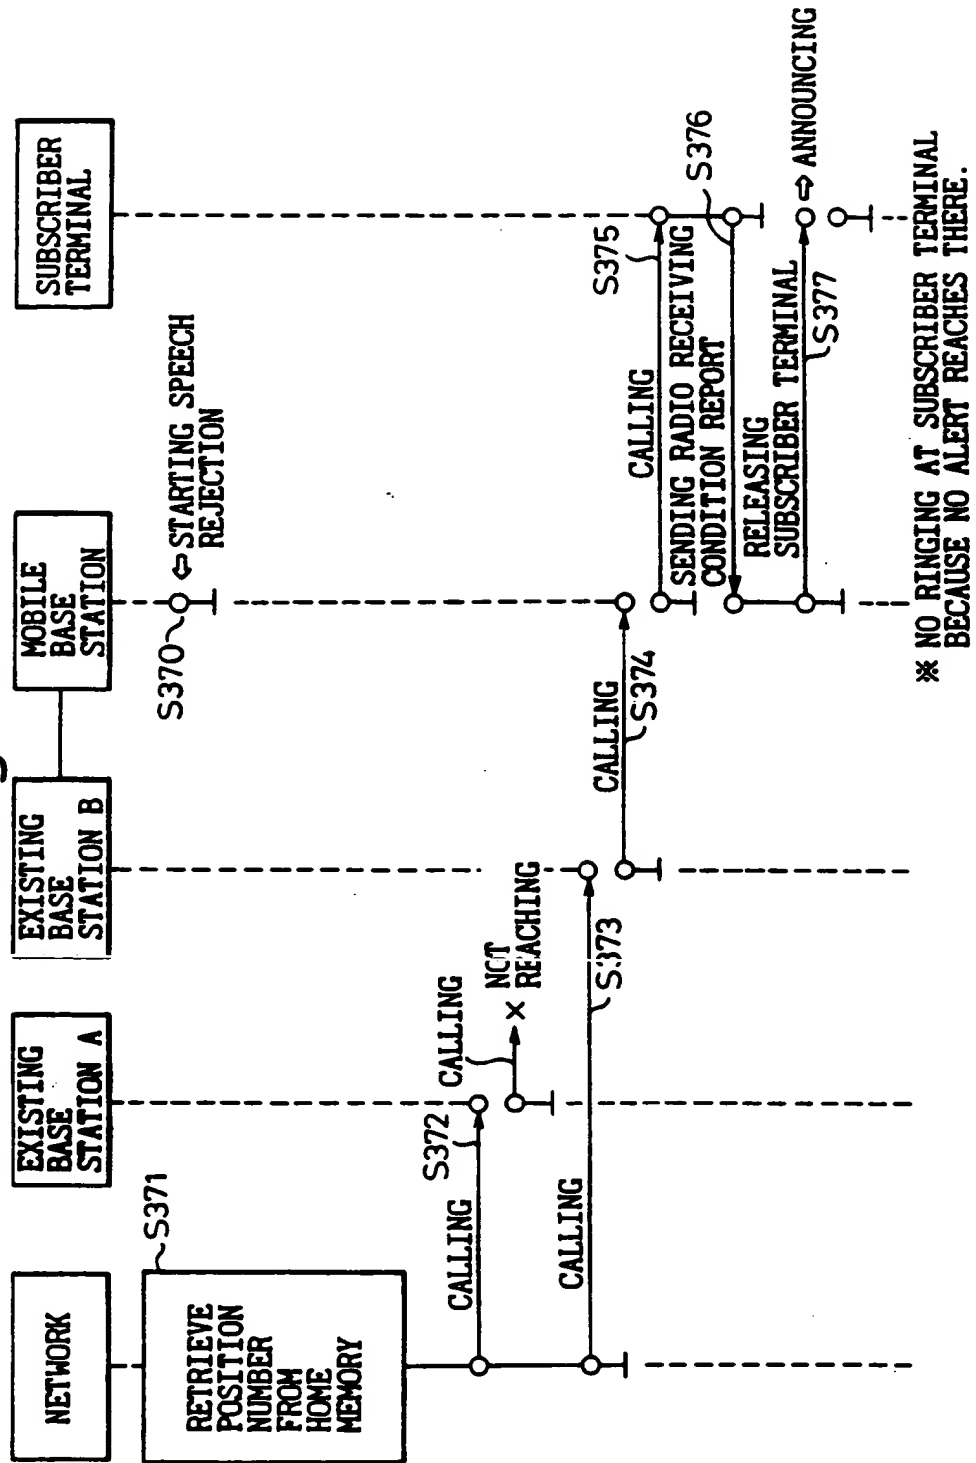 NETWORK
EXISTING
BASE
STATION A
EXISTING
BASE
STATION B
MOBILE
BASE
STATION
SUBSCRIBER
TERMINAL
S370
⇦ STARTING SPEECH
REJECTION
S371
RETRIEVE
POSITION
NUMBER
FROM
HOME
MEMORY
CALLING
S372
CALLING
× NOT
REACHING
CALLING
S373
CALLING
S374
CALLING
S375
SENDING RADIO RECEIVING
CONDITION REPORT
S376
RELEASING
SUBSCRIBER TERMINAL
S377
⇨ ANNOUNCING
※ NO RINGING AT SUBSCRIBER TERMINAL
BECAUSE NO ALERT REACHES THERE.